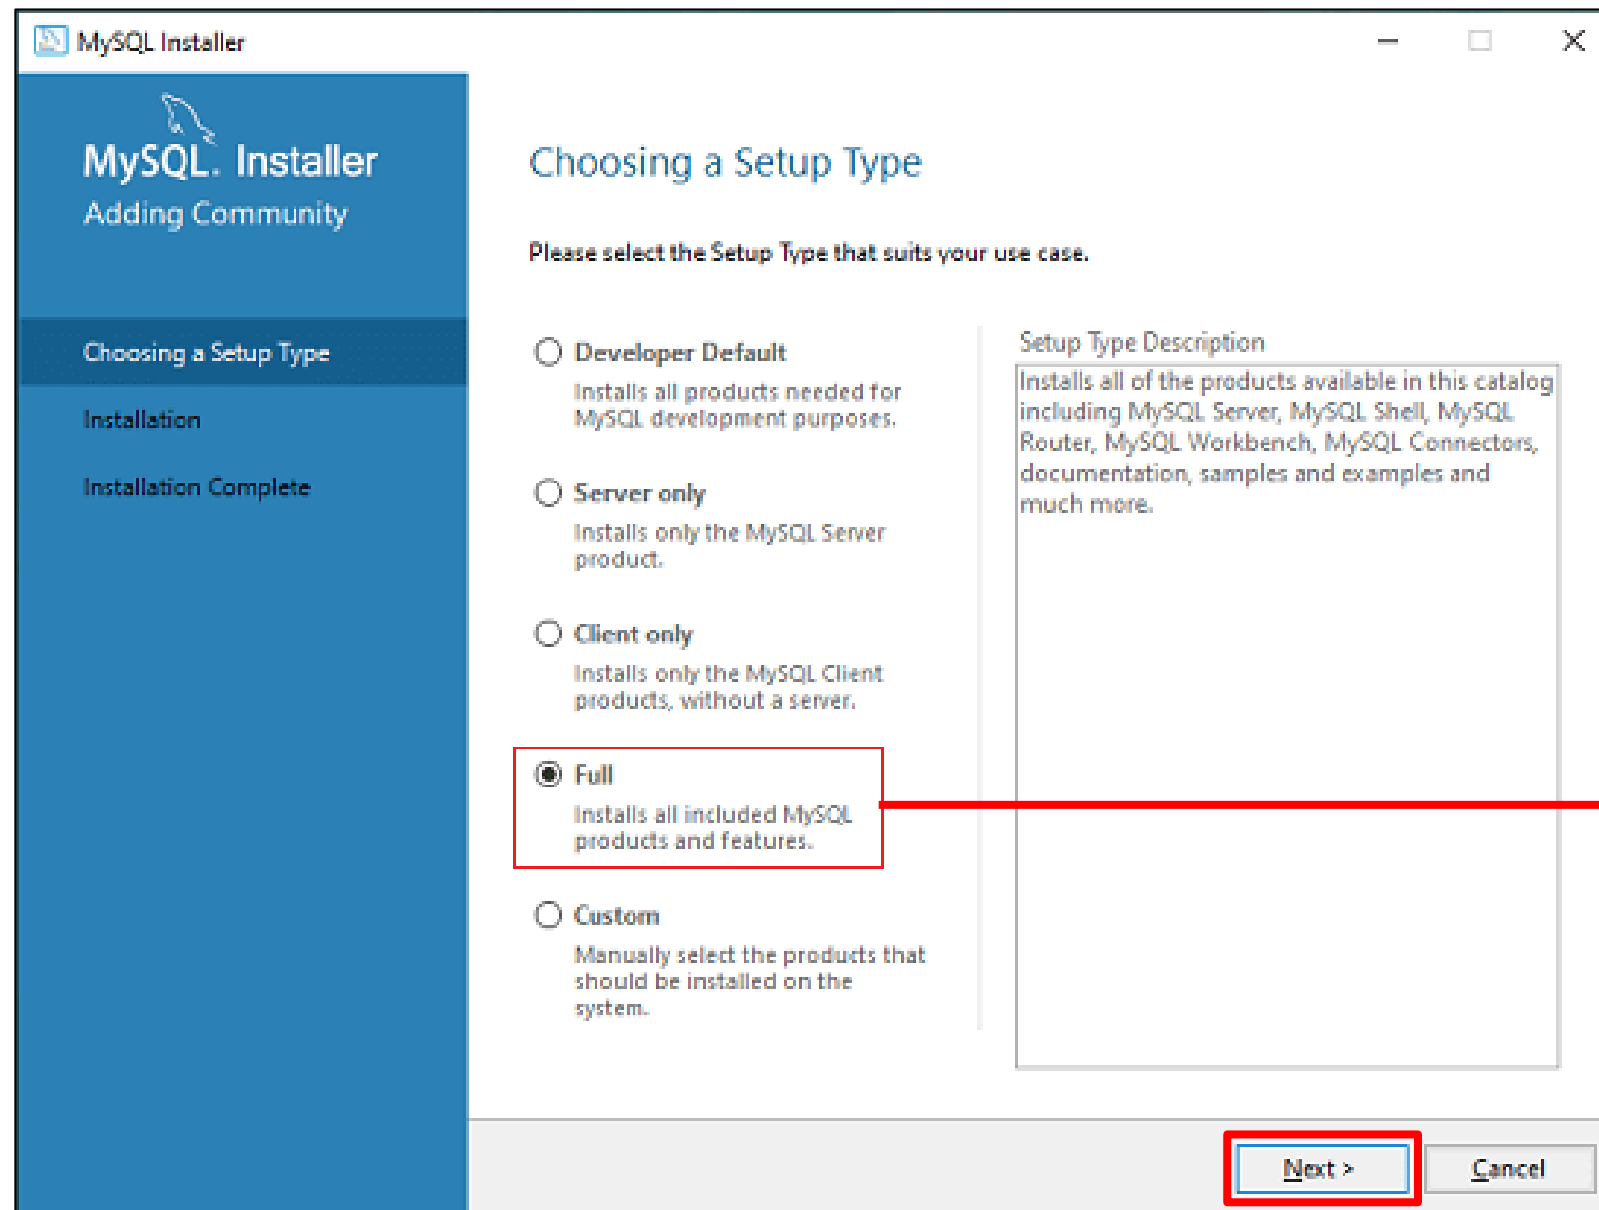 MySQL Installer
MySQL. Installer
Adding Community
Choosing a Setup Type
Installation
Installation Complete
Choosing a Setup Type
Please select the Setup Type that suits your use case.
Developer Default
Installs all products needed for
MySQL development purposes.
Server only
Installs only the MySQL Server
product.
Client only
Installs only the MySQL Client
products, without a server.
Full
Installs all included MySQL
products and features.
Custom
Manually select the products that
should be installed on the
system.
Setup Type Description
Installs all of the products available in this catalog
including MySQL Server, MySQL Shell, MySQL
Router, MySQL Workbench, MySQL Connectors,
documentation, samples and examples and
much more.
Next >
Cancel